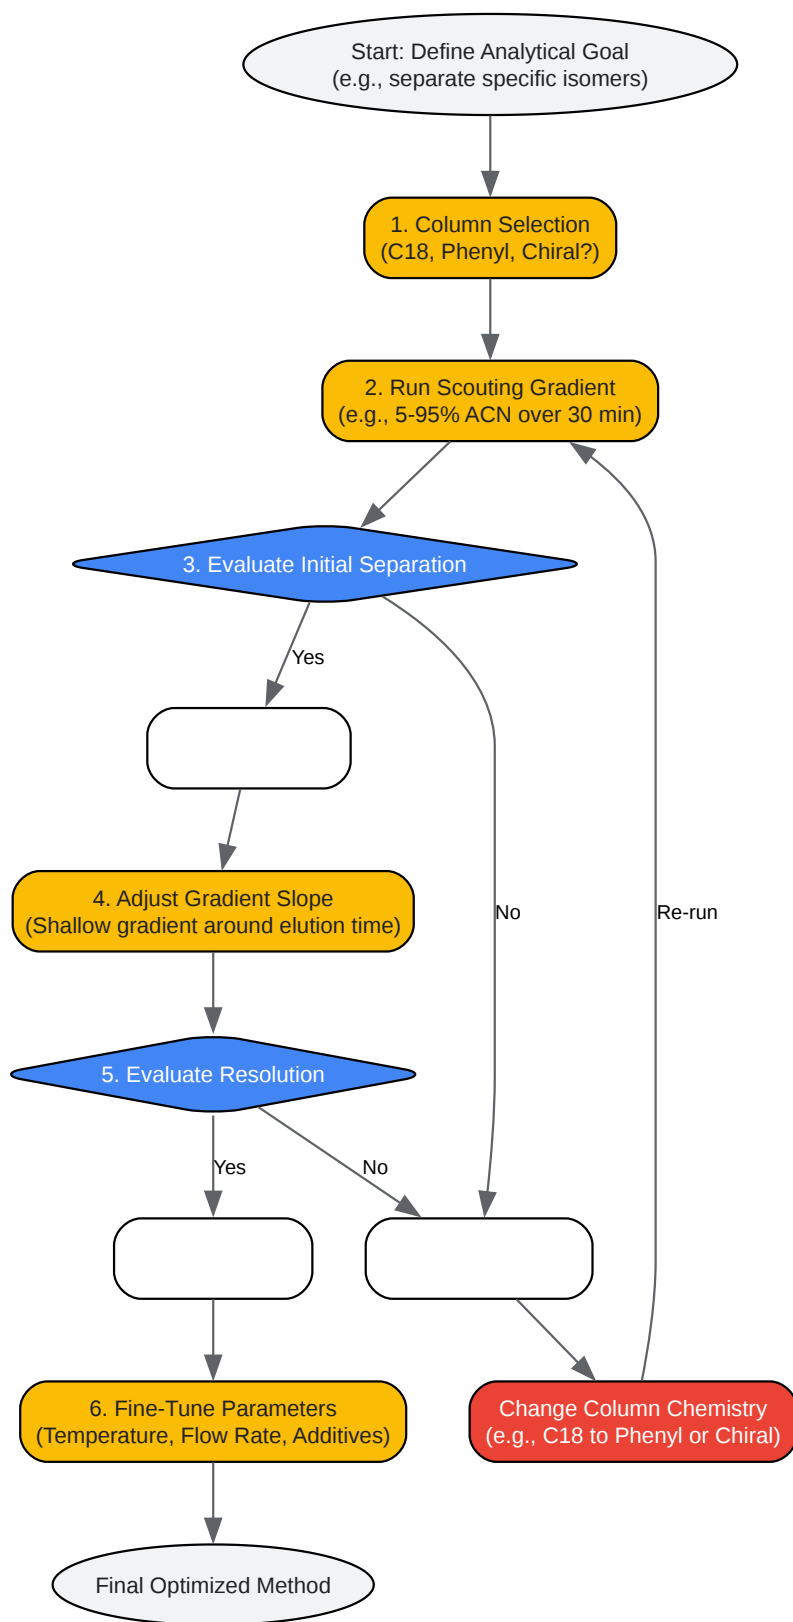 Start: Define Analytical Goal
(e.g., separate specific isomers)
1. Column Selection
(C18, Phenyl, Chiral?)
2. Run Scouting Gradient
(e.g., 5-95% ACN over 30 min)
3. Evaluate Initial Separation
Yes
4. Adjust Gradient Slope
(Shallow gradient around elution time)
No
Re-run
5. Evaluate Resolution
Yes
No
6. Fine-Tune Parameters
(Temperature, Flow Rate, Additives)
Change Column Chemistry
(e.g., C18 to Phenyl or Chiral)
Final Optimized Method